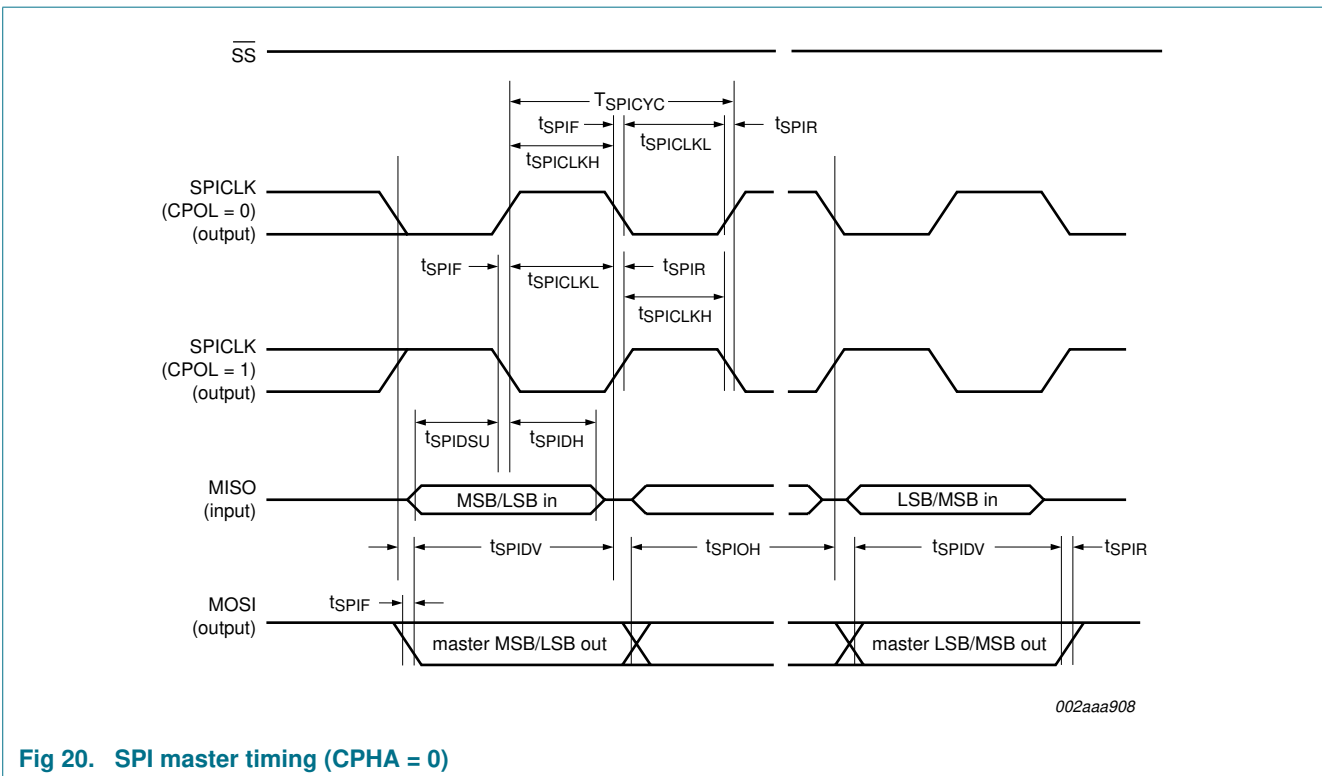 SS
TSPICYC
tSPIF
tSPICLKL
tSPIR
tSPICLKH
SPICLK
(CPOL = 0)
(output)
tSPIF
tSPICLKL
tSPIR
tSPICLKH
SPICLK
(CPOL = 1)
(output)
tSPIDSU
tSPIDH
MISO
(input)
MSB/LSB in
LSB/MSB in
tSPIDV
tSPIOH
tSPIDV
tSPIR
tSPIF
MOSI
(output)
master MSB/LSB out
master LSB/MSB out
002aaa908
Fig 20. SPI master timing (CPHA = 0)